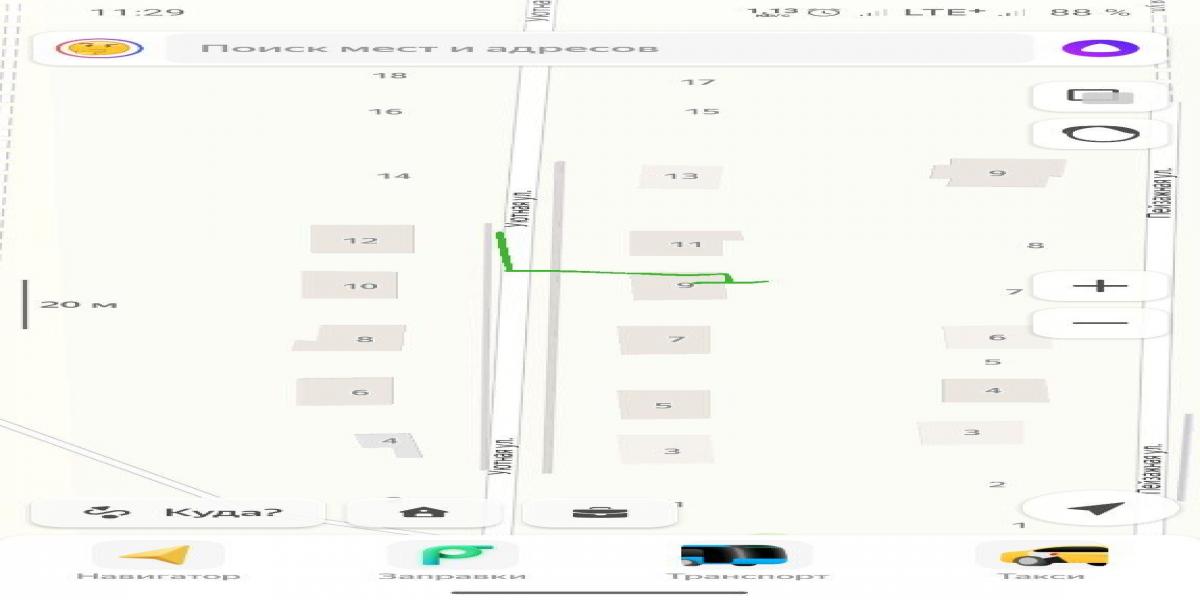 11:29 1,13 КВ/С LTE+ 88 %
Поиск мест и адресов
18 17
16 15
14 13 9
Уютная ул. Пейзажная ул.
12 11 8
10 9 7
20 м
8 7 6
5
6 5 4
4 3 3
Уютная ул. Пейзажная ул.
2
1
Куда?
Навигатор Заправки Транспорт Такси